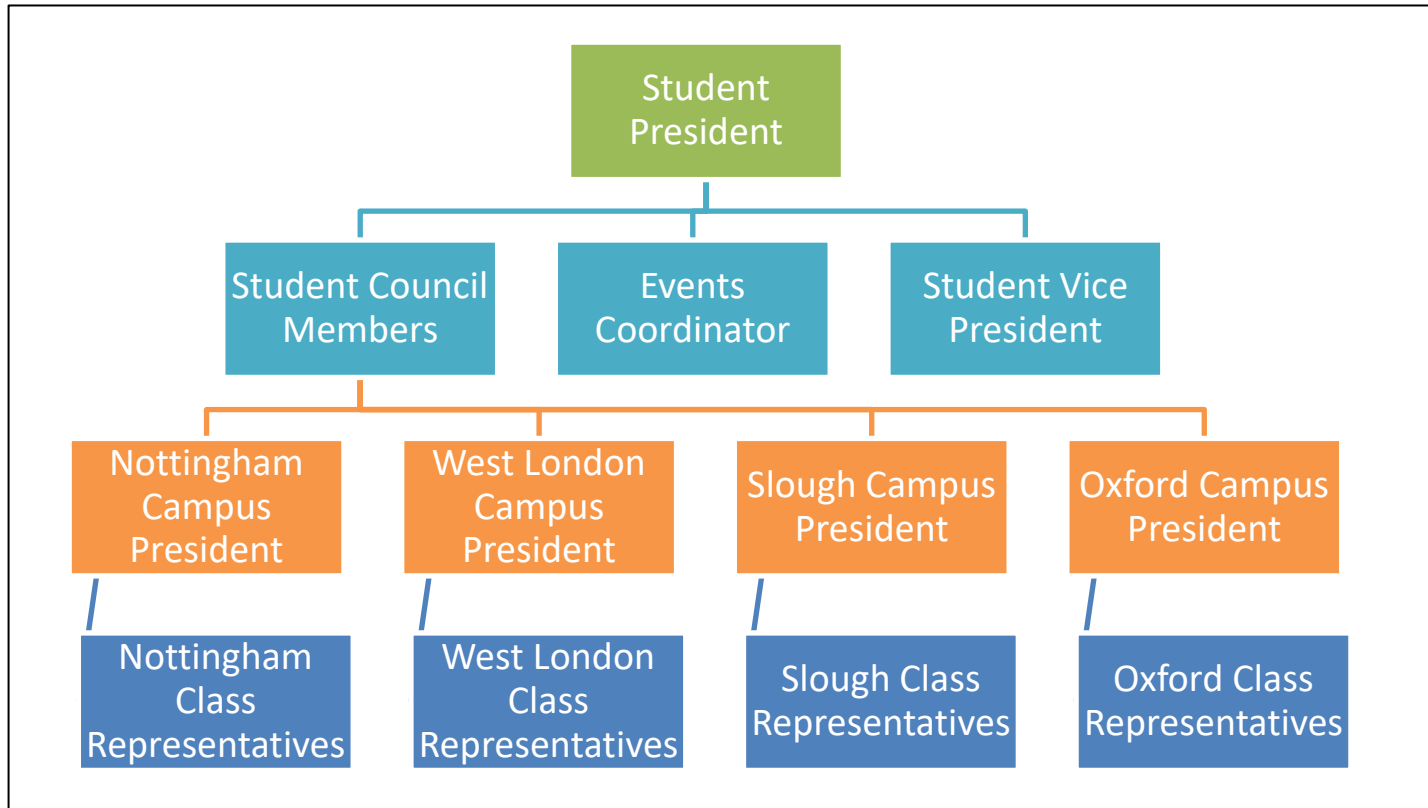 Student
President
Student Council
Members
Events
Coordinator
Student Vice
President
Nottingham
Campus
President
West London
Campus
President
Slough Campus
President
Oxford Campus
President
Nottingham
Class
Representatives
West London
Class
Representatives
Slough Class
Representatives
Oxford Class
Representatives